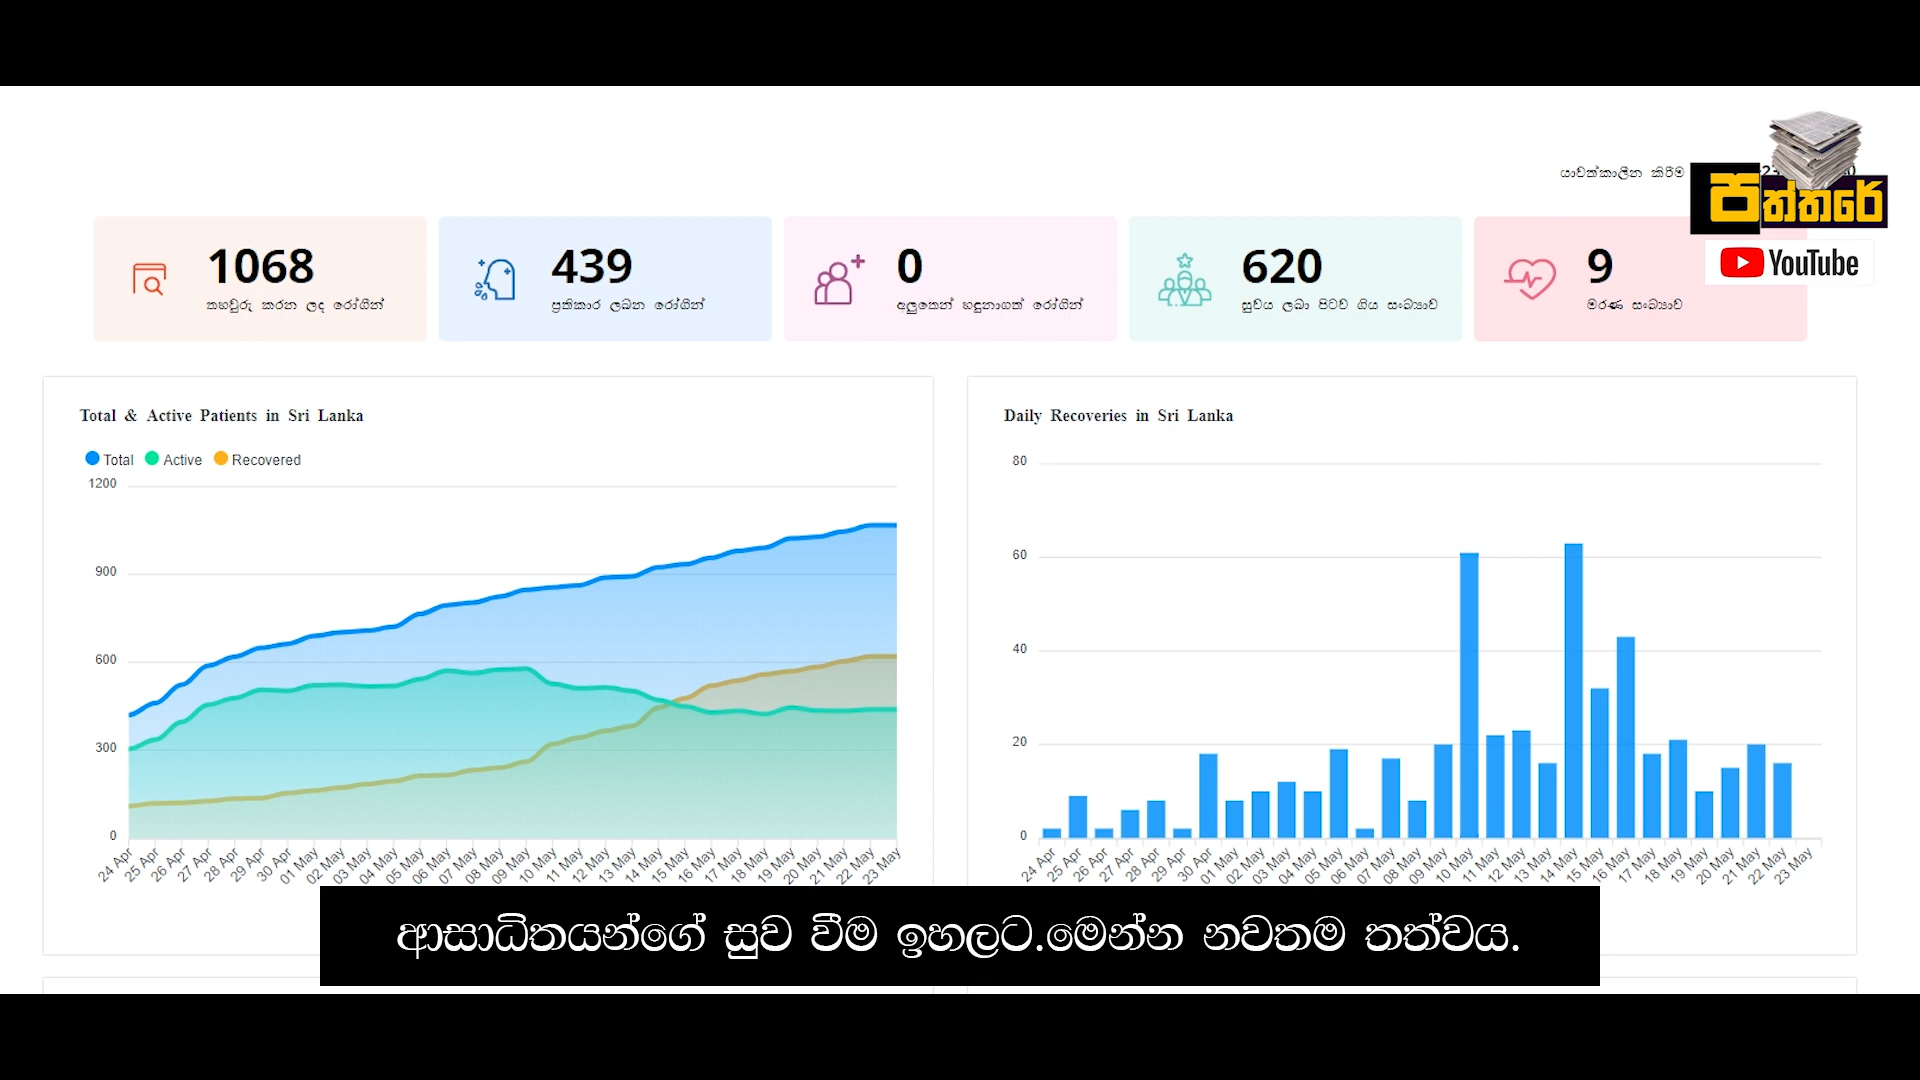 යාවත්කාලීන කිරීම
පත්තරේ
YouTube
1068
තහවුරු කරන ලද රෝගින්
439
ප්‍රතිකාර ලබන රෝගින්
0
අලුතෙන් හඳුනාගත් රෝගින්
620
සුවය ලබා පිටව ගිය සංඛ්‍යාව
9
මරණ සංඛ්‍යාව
Total & Active Patients in Sri Lanka
Total Active Recovered
1200
900
600
300
0
24 Apr 25 Apr 26 Apr 27 Apr 28 Apr 29 Apr 30 Apr 01 May 02 May 03 May 04 May 05 May 06 May 07 May 08 May 09 May 10 May 11 May 12 May 13 May 14 May 15 May 16 May 17 May 18 May 19 May 20 May 21 May 22 May 23 May
Daily Recoveries in Sri Lanka
80
60
40
20
0
24 Apr 25 Apr 26 Apr 27 Apr 28 Apr 29 Apr 30 Apr 01 May 02 May 03 May 04 May 05 May 06 May 07 May 08 May 09 May 10 May 11 May 12 May 13 May 14 May 15 May 16 May 17 May 18 May 19 May 20 May 21 May 22 May 23 May
ආසාධිතයන්ගේ සුව වීම ඉහලට.මෙන්න නවතම තත්වය.